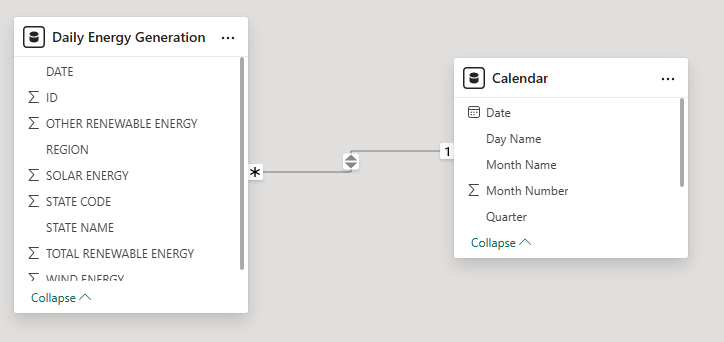 Daily Energy Generation
DATE
ID
OTHER RENEWABLE ENERGY
REGION
SOLAR ENERGY
STATE CODE
STATE NAME
TOTAL RENEWABLE ENERGY
WIND ENERGY
Collapse
*
1
Calendar
Date
Day Name
Month Name
Month Number
Quarter
Collapse